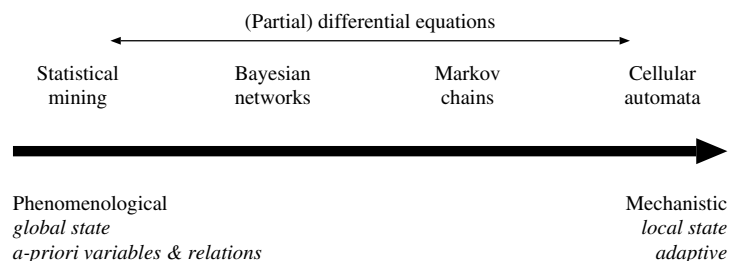 (Partial) differential equations
Statistical
mining
Bayesian
networks
Markov
chains
Cellular
automata
Phenomenological
global state
a-priori variables & relations
Mechanistic
local state
adaptive